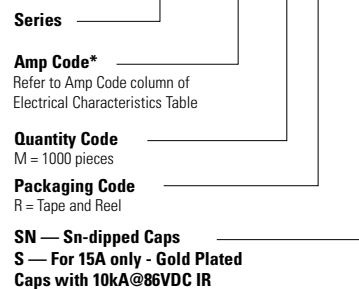 Series
Amp Code*
Refer to Amp Code column of
Electrical Characteristics Table
Quantity Code
M = 1000 pieces
Packaging Code
R = Tape and Reel
SN — Sn-dipped Caps
S — For 15A only - Gold Plated
Caps with 10kA@86VDC IR